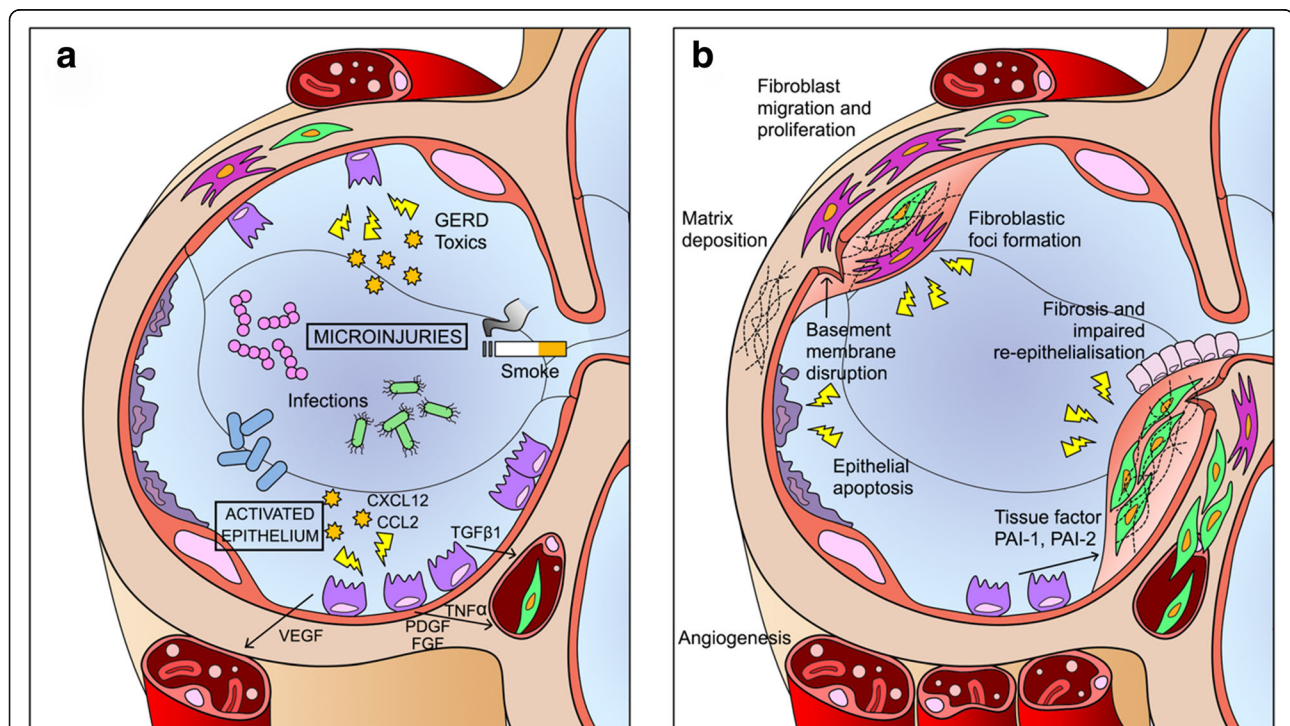 a
GERD
Toxics
MICROINJURIES
Smoke
Infections
CXCL12
CCL2
ACTIVATED
EPITHELIUM
TGFβ1
TNFα
PDGF
FGF
VEGF
b
Fibroblast
migration and
proliferation
Matrix
deposition
Fibroblastic
foci formation
Basement
membrane
disruption
Fibrosis and
impaired
re-epithelialisation
Epithelial
apoptosis
Tissue factor
PAI-1, PAI-2
Angiogenesis